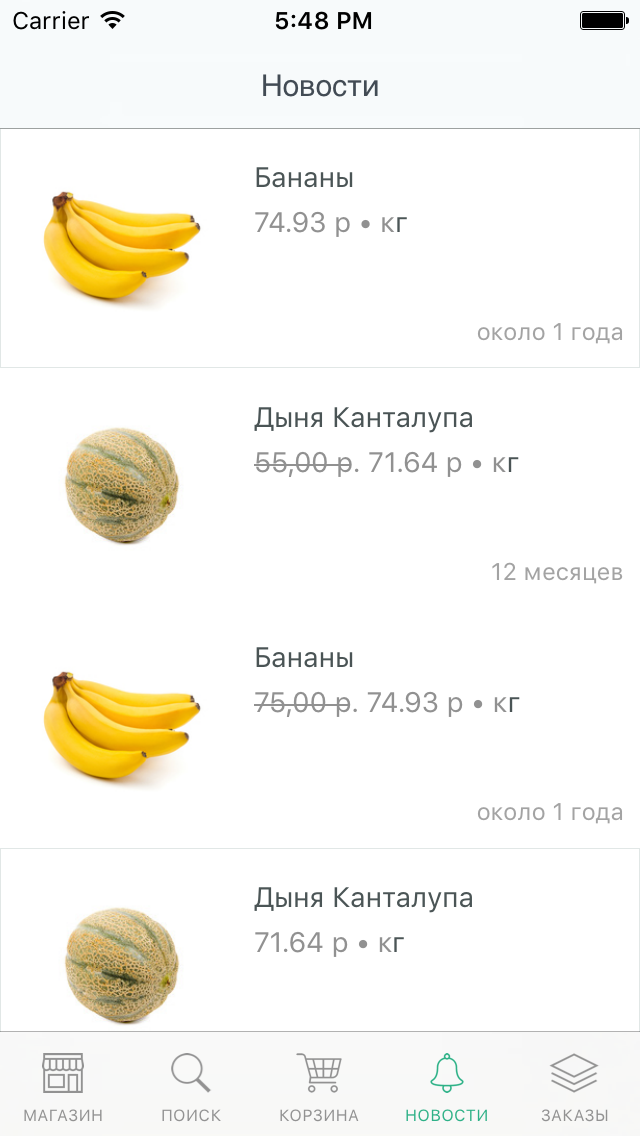 Carrier 5:48 PM
Новости
Бананы
74.93 р • кг
около 1 года
Дыня Канталупа
55,00 р. 71.64 р • кг
12 месяцев
Бананы
75,00 р. 74.93 р • кг
около 1 года
Дыня Канталупа
71.64 р • кг
МАГАЗИН ПОИСК КОРЗИНА НОВОСТИ ЗАКАЗЫ